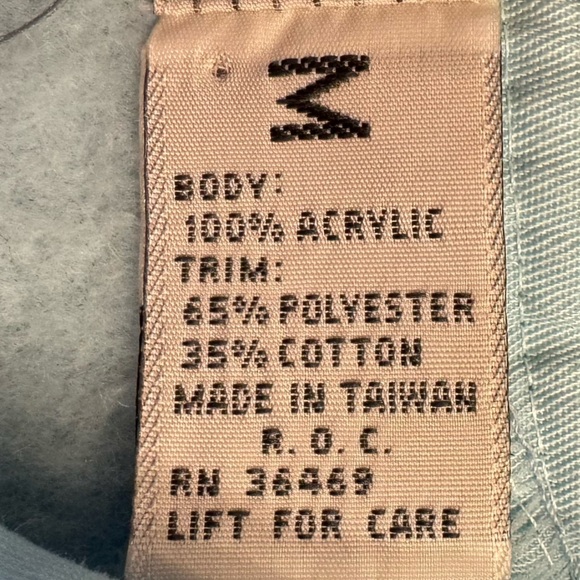 M
BODY:
100% ACRYLIC
TRIM:
65% POLYESTER
35% COTTON
MADE IN TAIWAN
R. O. C.
RN 36469
LIFT FOR CARE